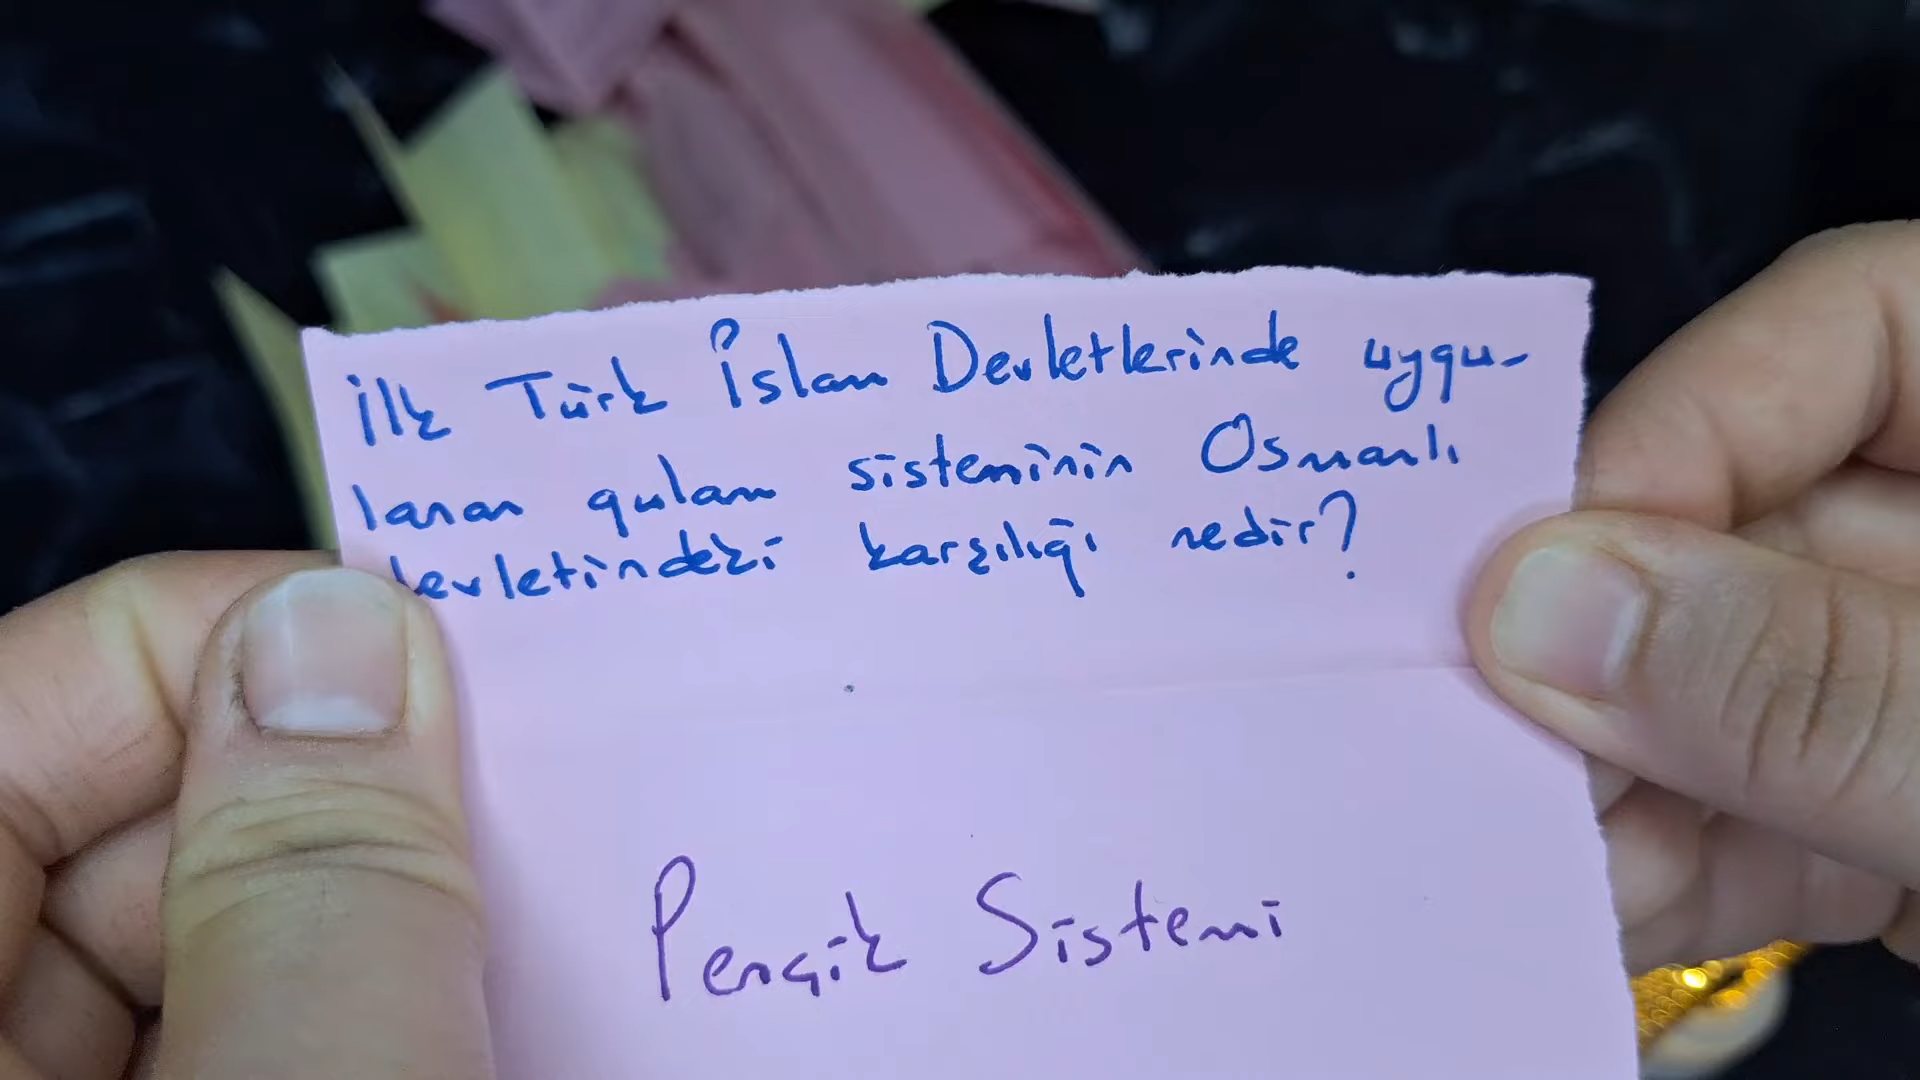 İlk Türk İslam Devletlerinde uygu-
lanan gulam sisteminin Osmanlı
devletindeki karşılığı nedir?
Pençik Sistemi